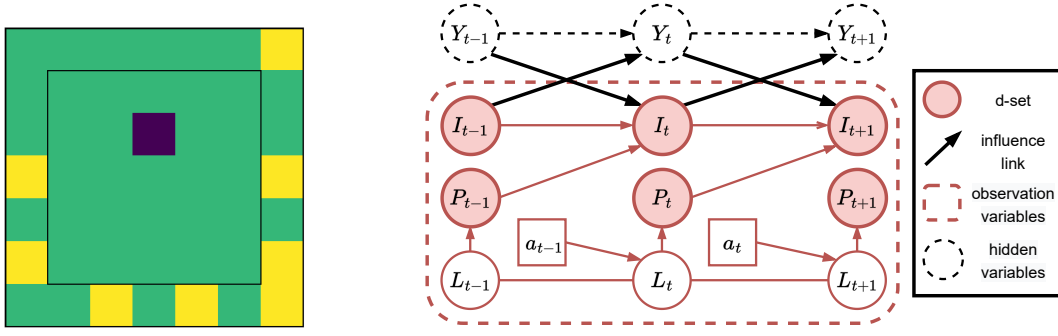 Y_{t-1} Y_t Y_{t+1}
I_{t-1} I_t I_{t+1}
P_{t-1} P_t P_{t+1}
a_{t-1} a_t
L_{t-1} L_t L_{t+1}
d-set
influence
link
observation
variables
hidden
variables